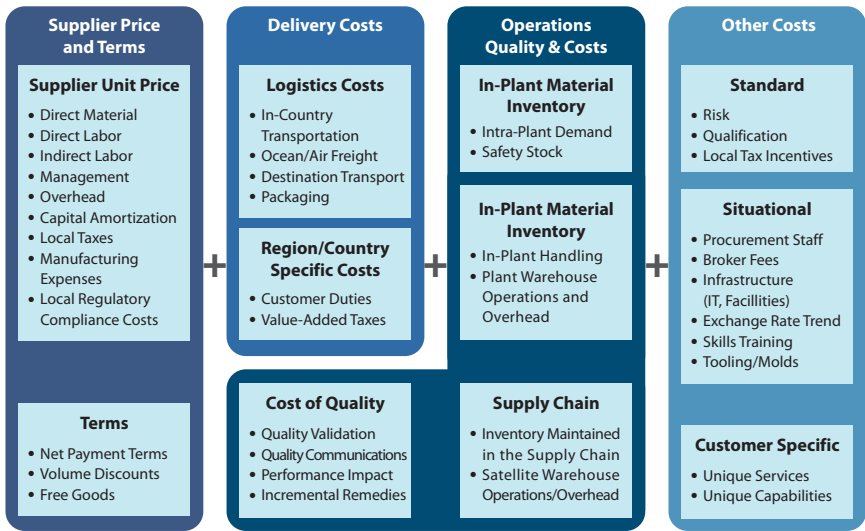 Supplier Price
and Terms
Supplier Unit Price
• Direct Material
• Direct Labor
• Indirect Labor
• Management
• Overhead
• Capital Amortization
• Local Taxes
• Manufacturing
Expenses
• Local Regulatory
Compliance Costs
Terms
• Net Payment Terms
• Volume Discounts
• Free Goods
+
Delivery Costs
Logistics Costs
• In-Country
Transportation
• Ocean/Air Freight
• Destination Transport
• Packaging
Region/Country
Specific Costs
• Customer Duties
• Value-Added Taxes
+
Operations
Quality & Costs
In-Plant Material
Inventory
• Intra-Plant Demand
• Safety Stock
In-Plant Material
Inventory
• In-Plant Handling
• Plant Warehouse
Operations and
Overhead
Cost of Quality
• Quality Validation
• Quality Communications
• Performance Impact
• Incremental Remedies
Supply Chain
• Inventory Maintained
in the Supply Chain
• Satellite Warehouse
Operations/Overhead
+
Other Costs
Standard
• Risk
• Qualification
• Local Tax Incentives
Situational
• Procurement Staff
• Broker Fees
• Infrastructure
(IT, Facillities)
• Exchange Rate Trend
• Skills Training
• Tooling/Molds
Customer Specific
• Unique Services
• Unique Capabilities